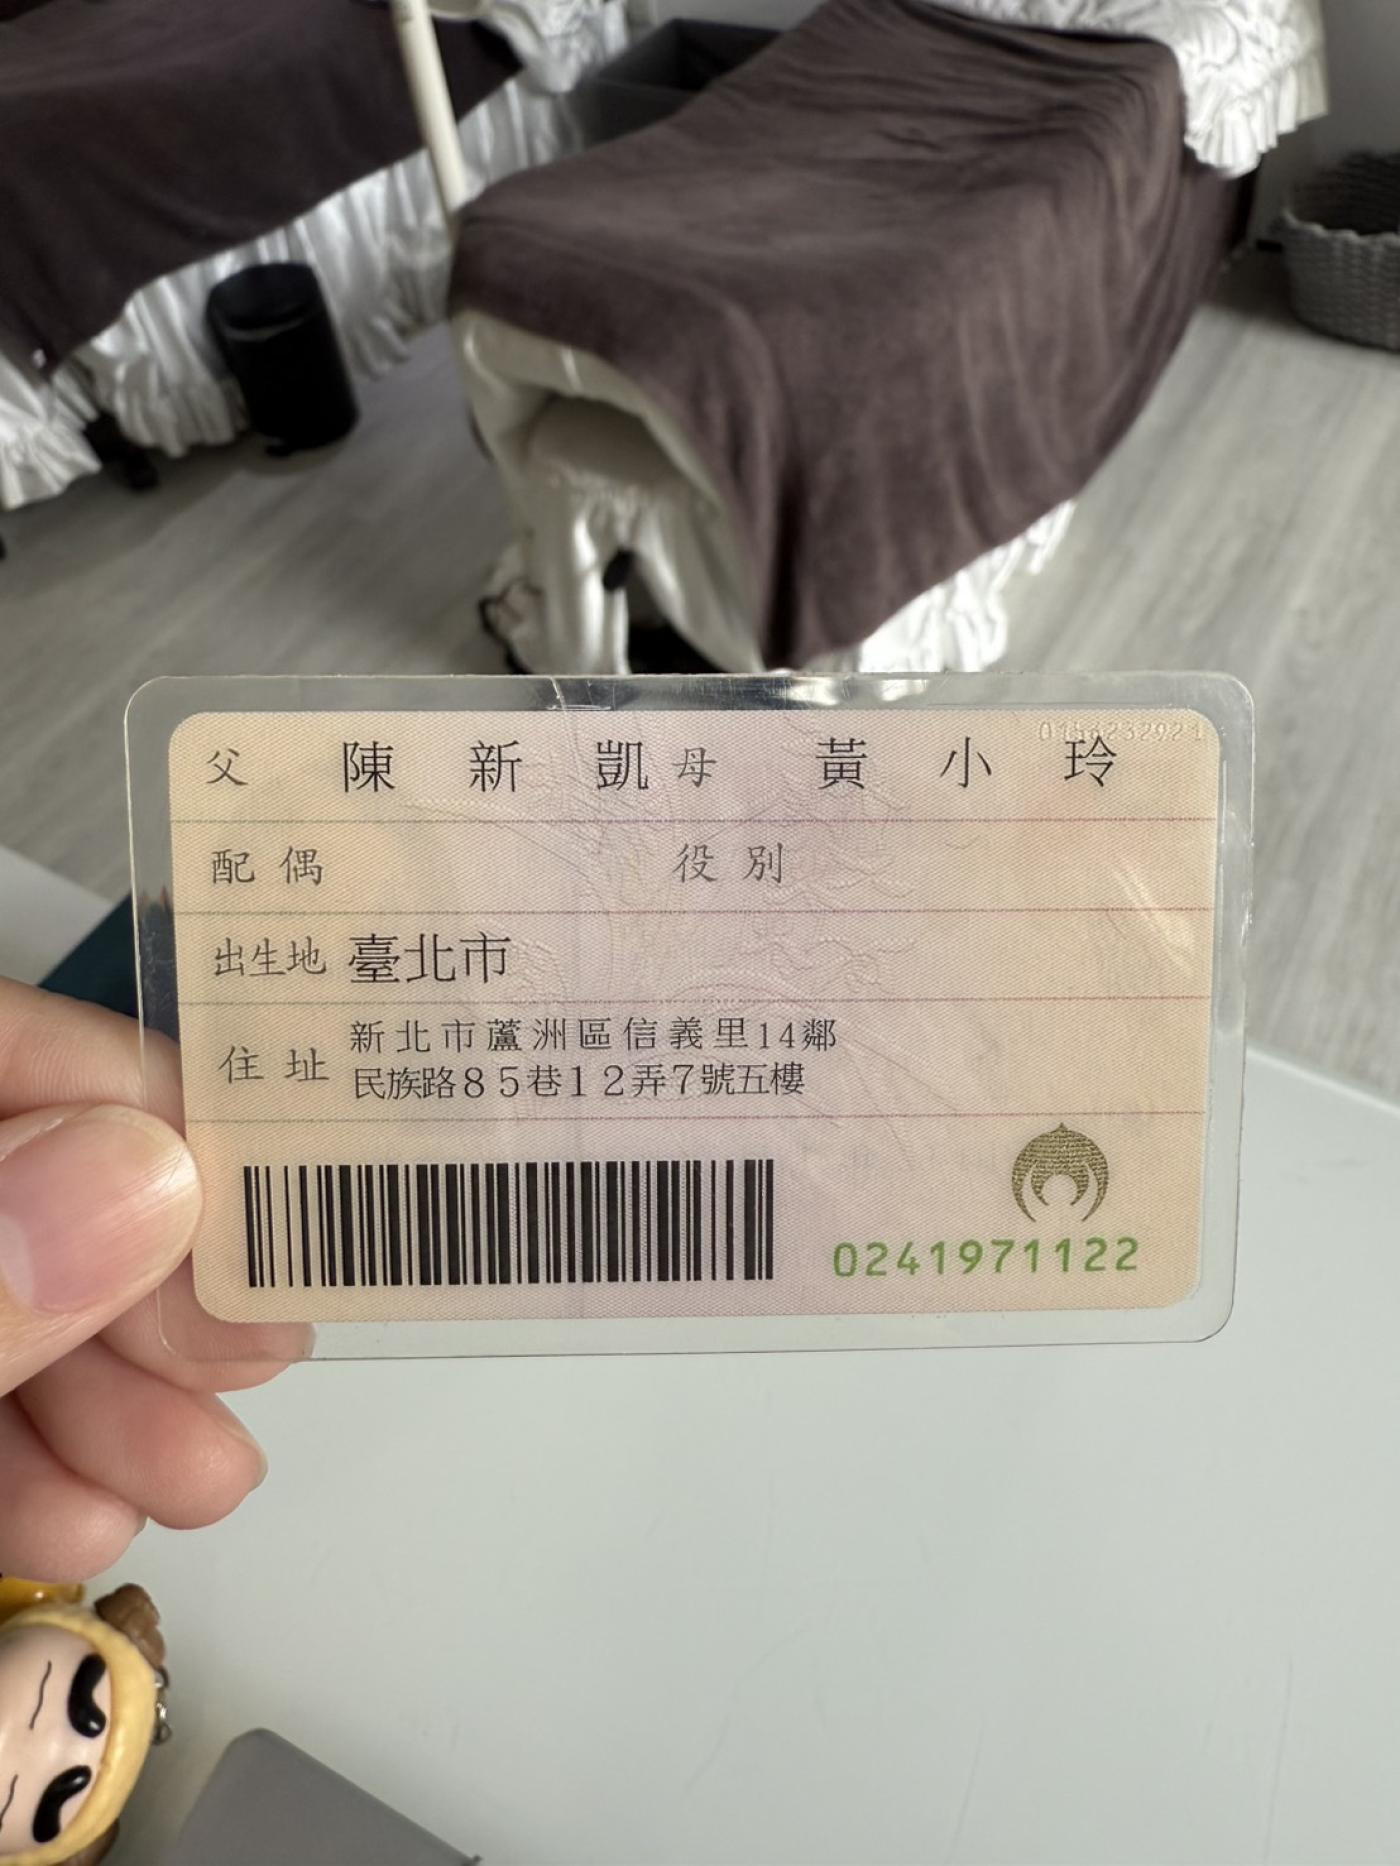 父 陳新凱 母 黃小玲
配偶 役別
出生地 臺北市
住址 新北市蘆洲區信義里14鄰
民族路85巷12弄7號五樓
0241971122